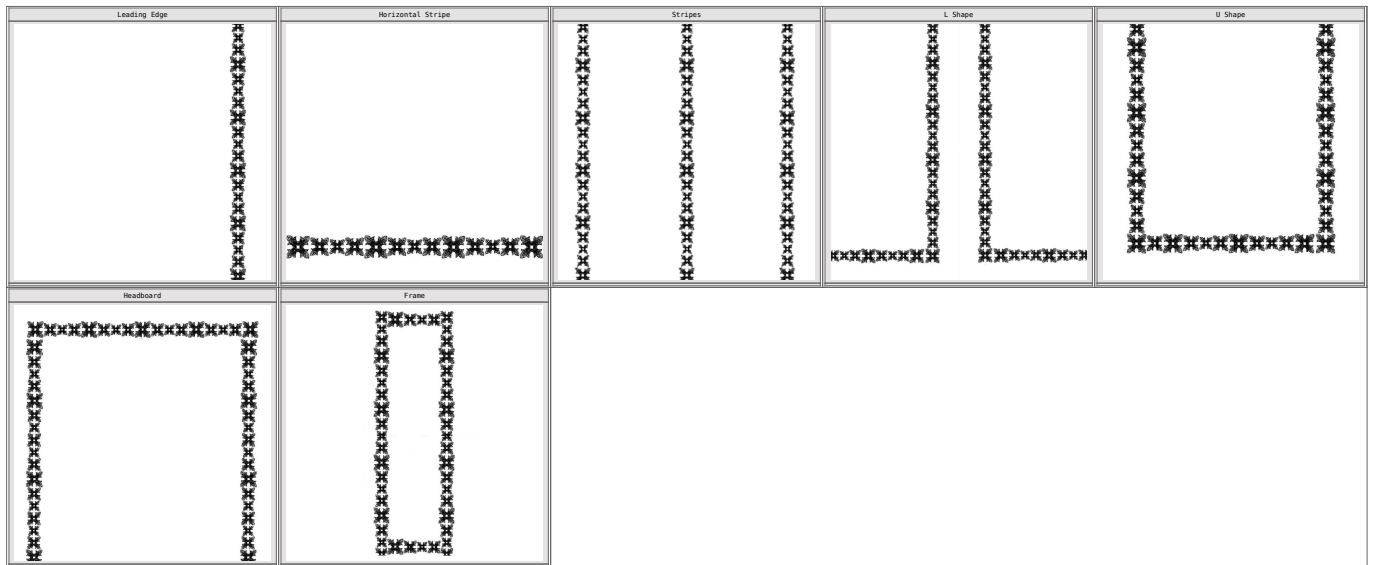 Leading Edge
Horizontal Stripe
Stripes
L Shape
U Shape
Headboard
Frame